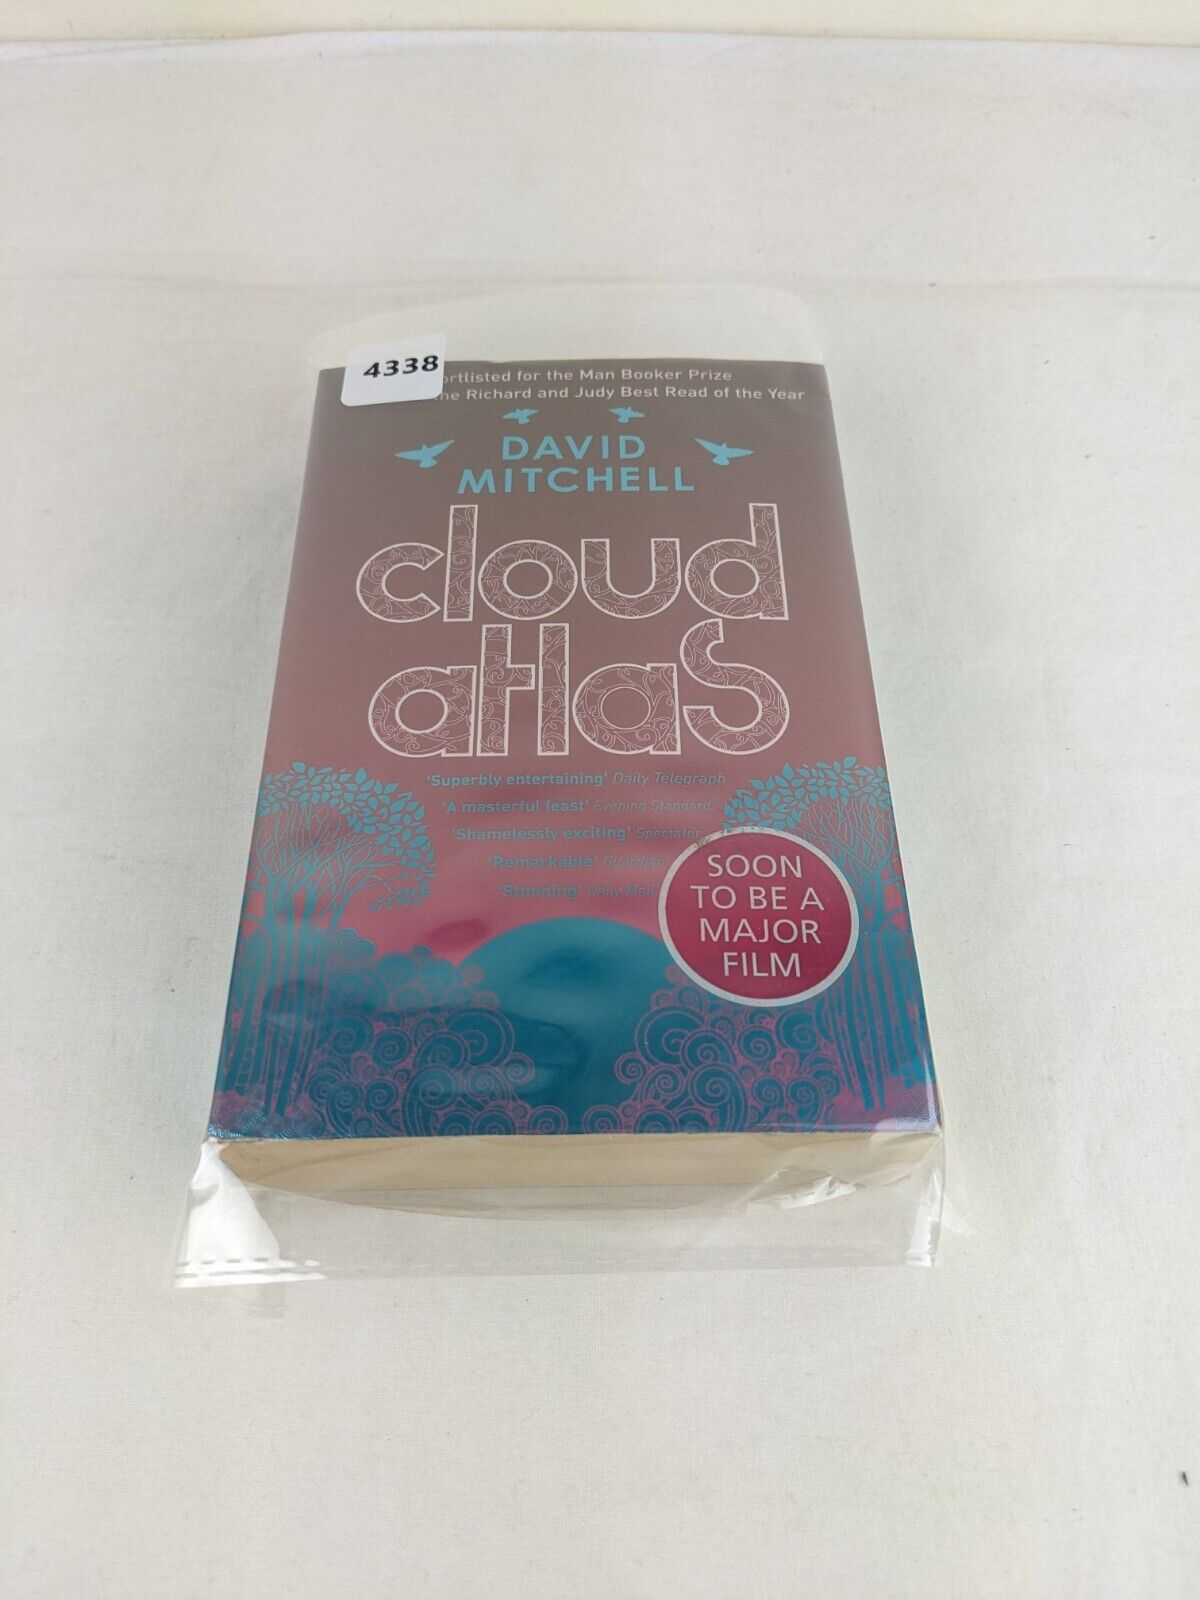 4338
ortlisted for the Man Booker Prize
the Richard and Judy Best Read of the Year
DAVID
MITCHELL
cloud
atlas
'Superbly entertaining' Daily Telegraph
'A masterful feast' Evening Standard
'Shamelessly exciting' Spectator
'Remarkable' Guardian
'Stunning' Daily Mail
SOON
TO BE A
MAJOR
FILM